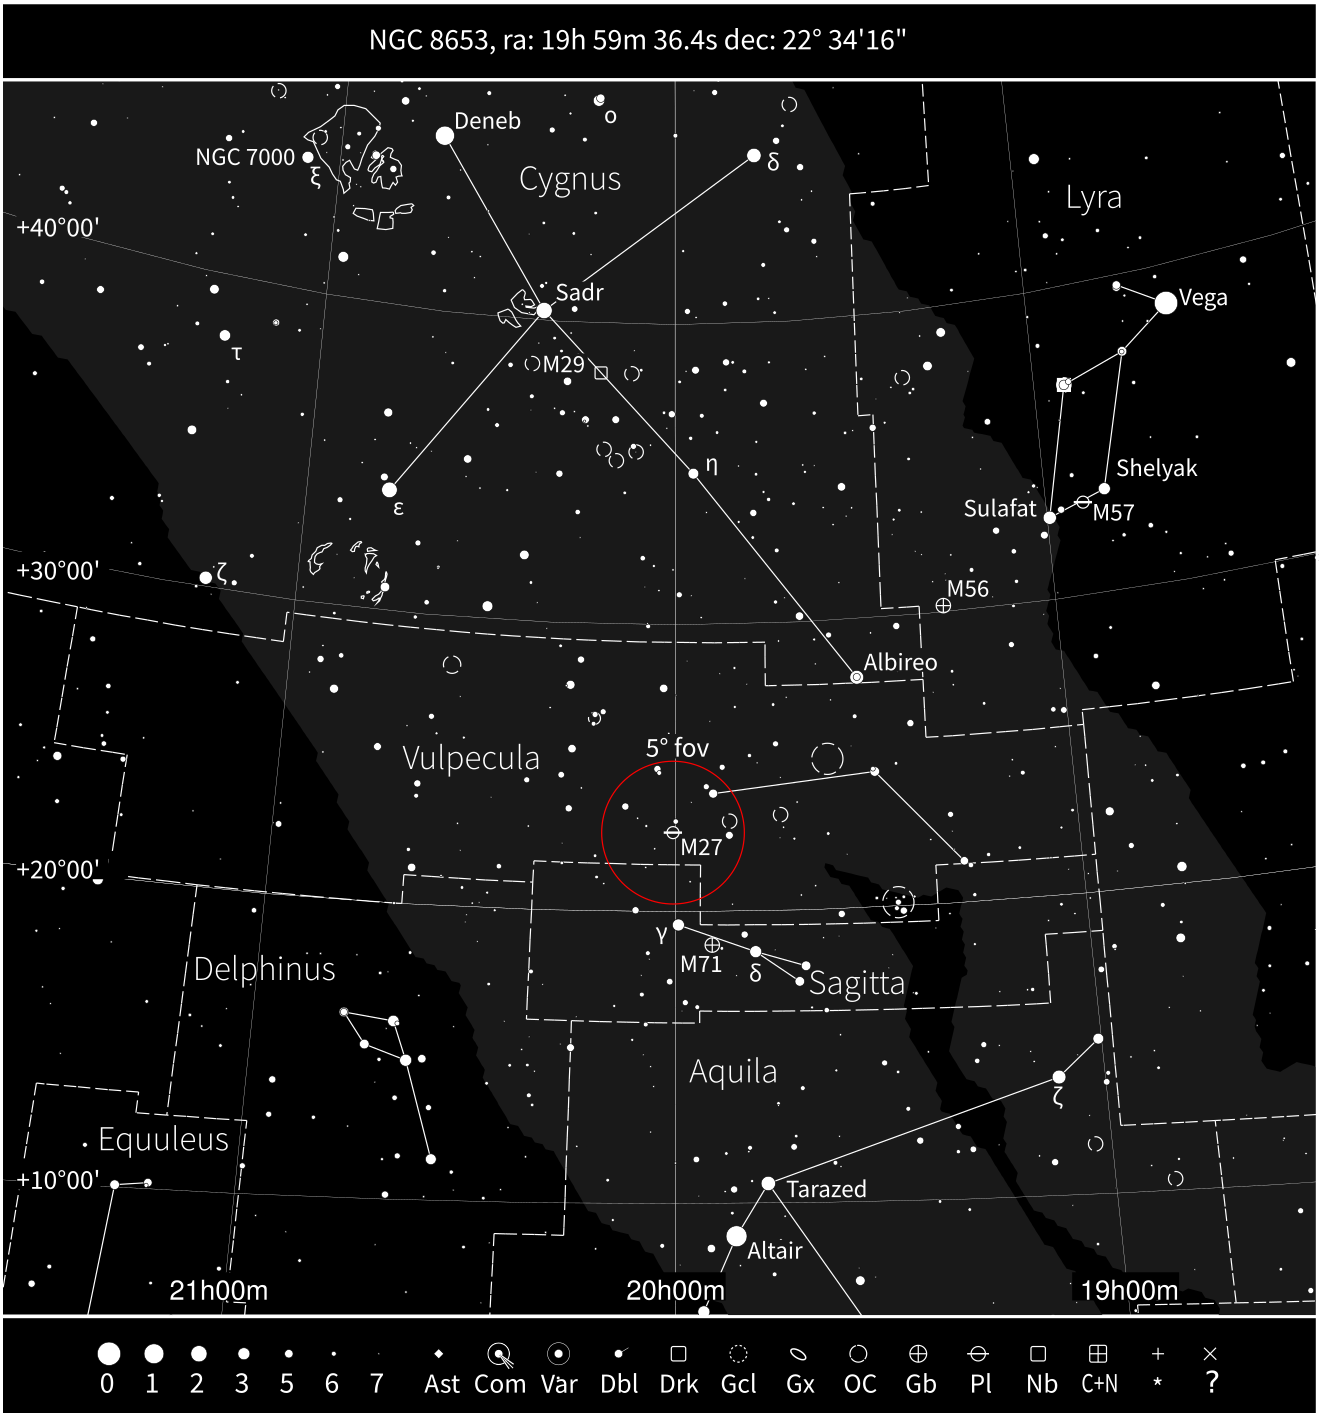 NGC 8653, ra: 19h 59m 36.4s dec: 22° 34'16"
Deneb
ο
NGC 7000
ξ
Cygnus
δ
Lyra
+40°00'
Sadr
Vega
τ
M29
η
Shelyak
ε
Sulafat
M57
+30°00'
ζ
M56
Albireo
Vulpecula
5° fov
M27
+20°00'
γ
M71
δ
Sagitta
Delphinus
Aquila
ζ
Equuleus
+10°00'
Tarazed
Altair
21h00m
20h00m
19h00m
0 1 2 3 5 6 7 Ast Com Var Dbl Drk Gcl Gx OC Gb Pl Nb C+N * ?